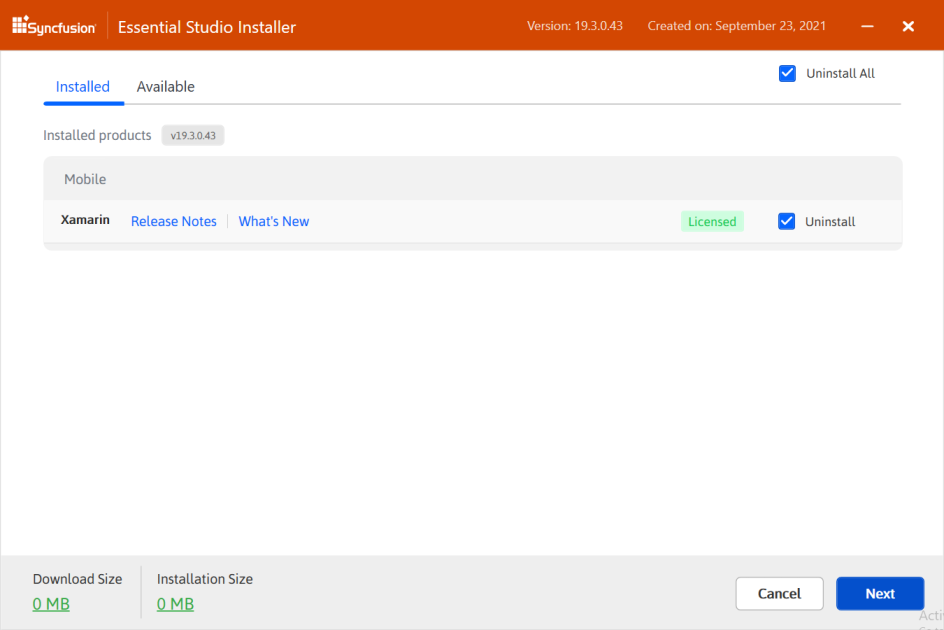 Syncfusion Essential Studio Installer Version: 19.3.0.43 Created on: September 23, 2021
Installed Available Uninstall All
Installed products v19.3.0.43
Mobile
Xamarin Release Notes What's New Licensed Uninstall
Download Size Installation Size
0 MB 0 MB
Cancel Next